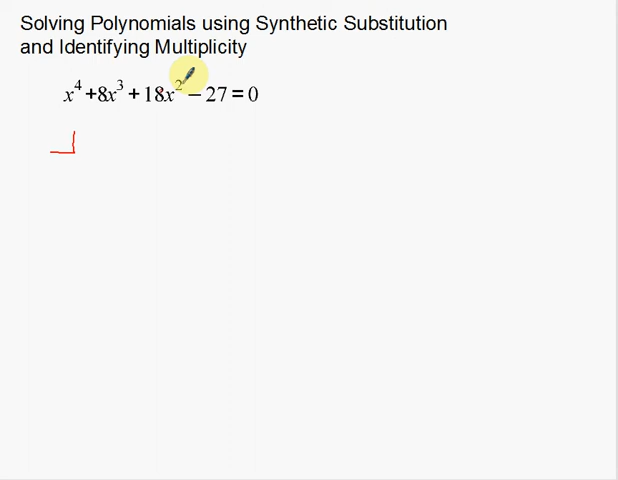 Solving Polynomials using Synthetic Substitution
and Identifying Multiplicity
x⁴+8x³+18x²−27=0